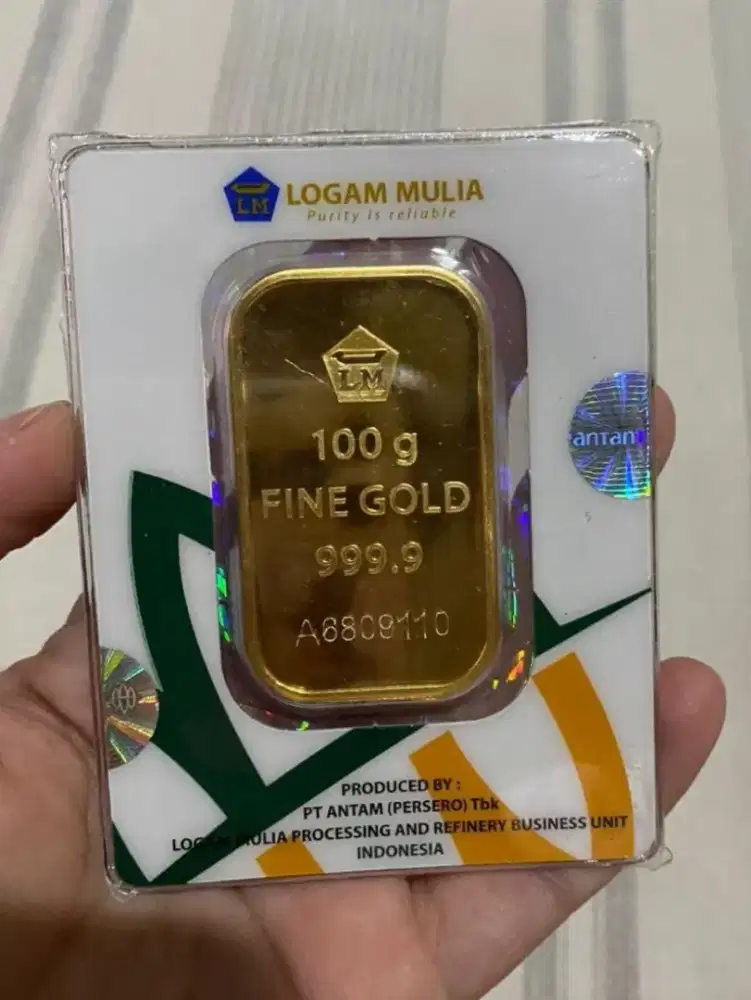 LM
LOGAM MULIA
Purity is reliable
LM
100 g
FINE GOLD
999.9
A6809110
antam
PRODUCED BY :
PT ANTAM (PERSERO) Tbk
LOGAM MULIA PROCESSING AND REFINERY BUSINESS UNIT
INDONESIA